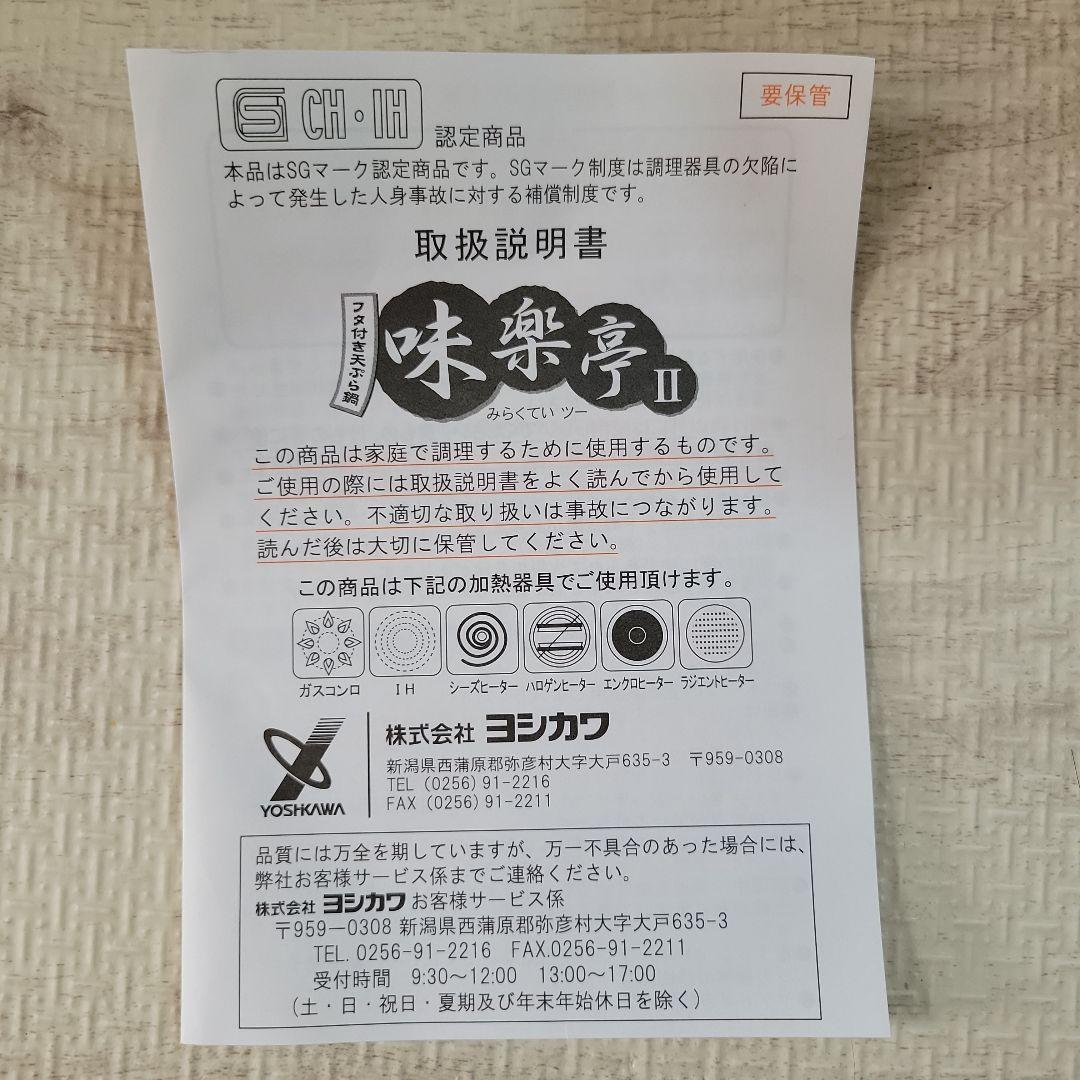 SG CH・IH 認定商品
要保管
本品はSGマーク認定商品です。SGマーク制度は調理器具の欠陥に
よって発生した人身事故に対する補償制度です。
取扱説明書
フタ付き天ぷら鍋
味楽亭II
みらくてい ツー
この商品は家庭で調理するために使用するものです。
ご使用の際には取扱説明書をよく読んでから使用して
ください。不適切な取り扱いは事故につながります。
読んだ後は大切に保管してください。
この商品は下記の加熱器具でご使用頂けます。
ガスコンロ IH シーズヒーター ハロゲンヒーター エンクロヒーター ラジエントヒーター
YOSHIKAWA
株式会社 ヨシカワ
新潟県西蒲原郡弥彦村大字大戸635-3 〒959-0308
TEL (0256) 91-2216
FAX (0256) 91-2211
品質には万全を期していますが、万一不具合のあった場合には、
弊社お客様サービス係までご連絡ください。
株式会社 ヨシカワ お客様サービス係
〒959ー0308 新潟県西蒲原郡弥彦村大字大戸635-3
TEL. 0256-91-2216 FAX.0256-91-2211
受付時間 9:30～12:00 13:00～17:00
(土・日・祝日・夏期及び年末年始休日を除く)